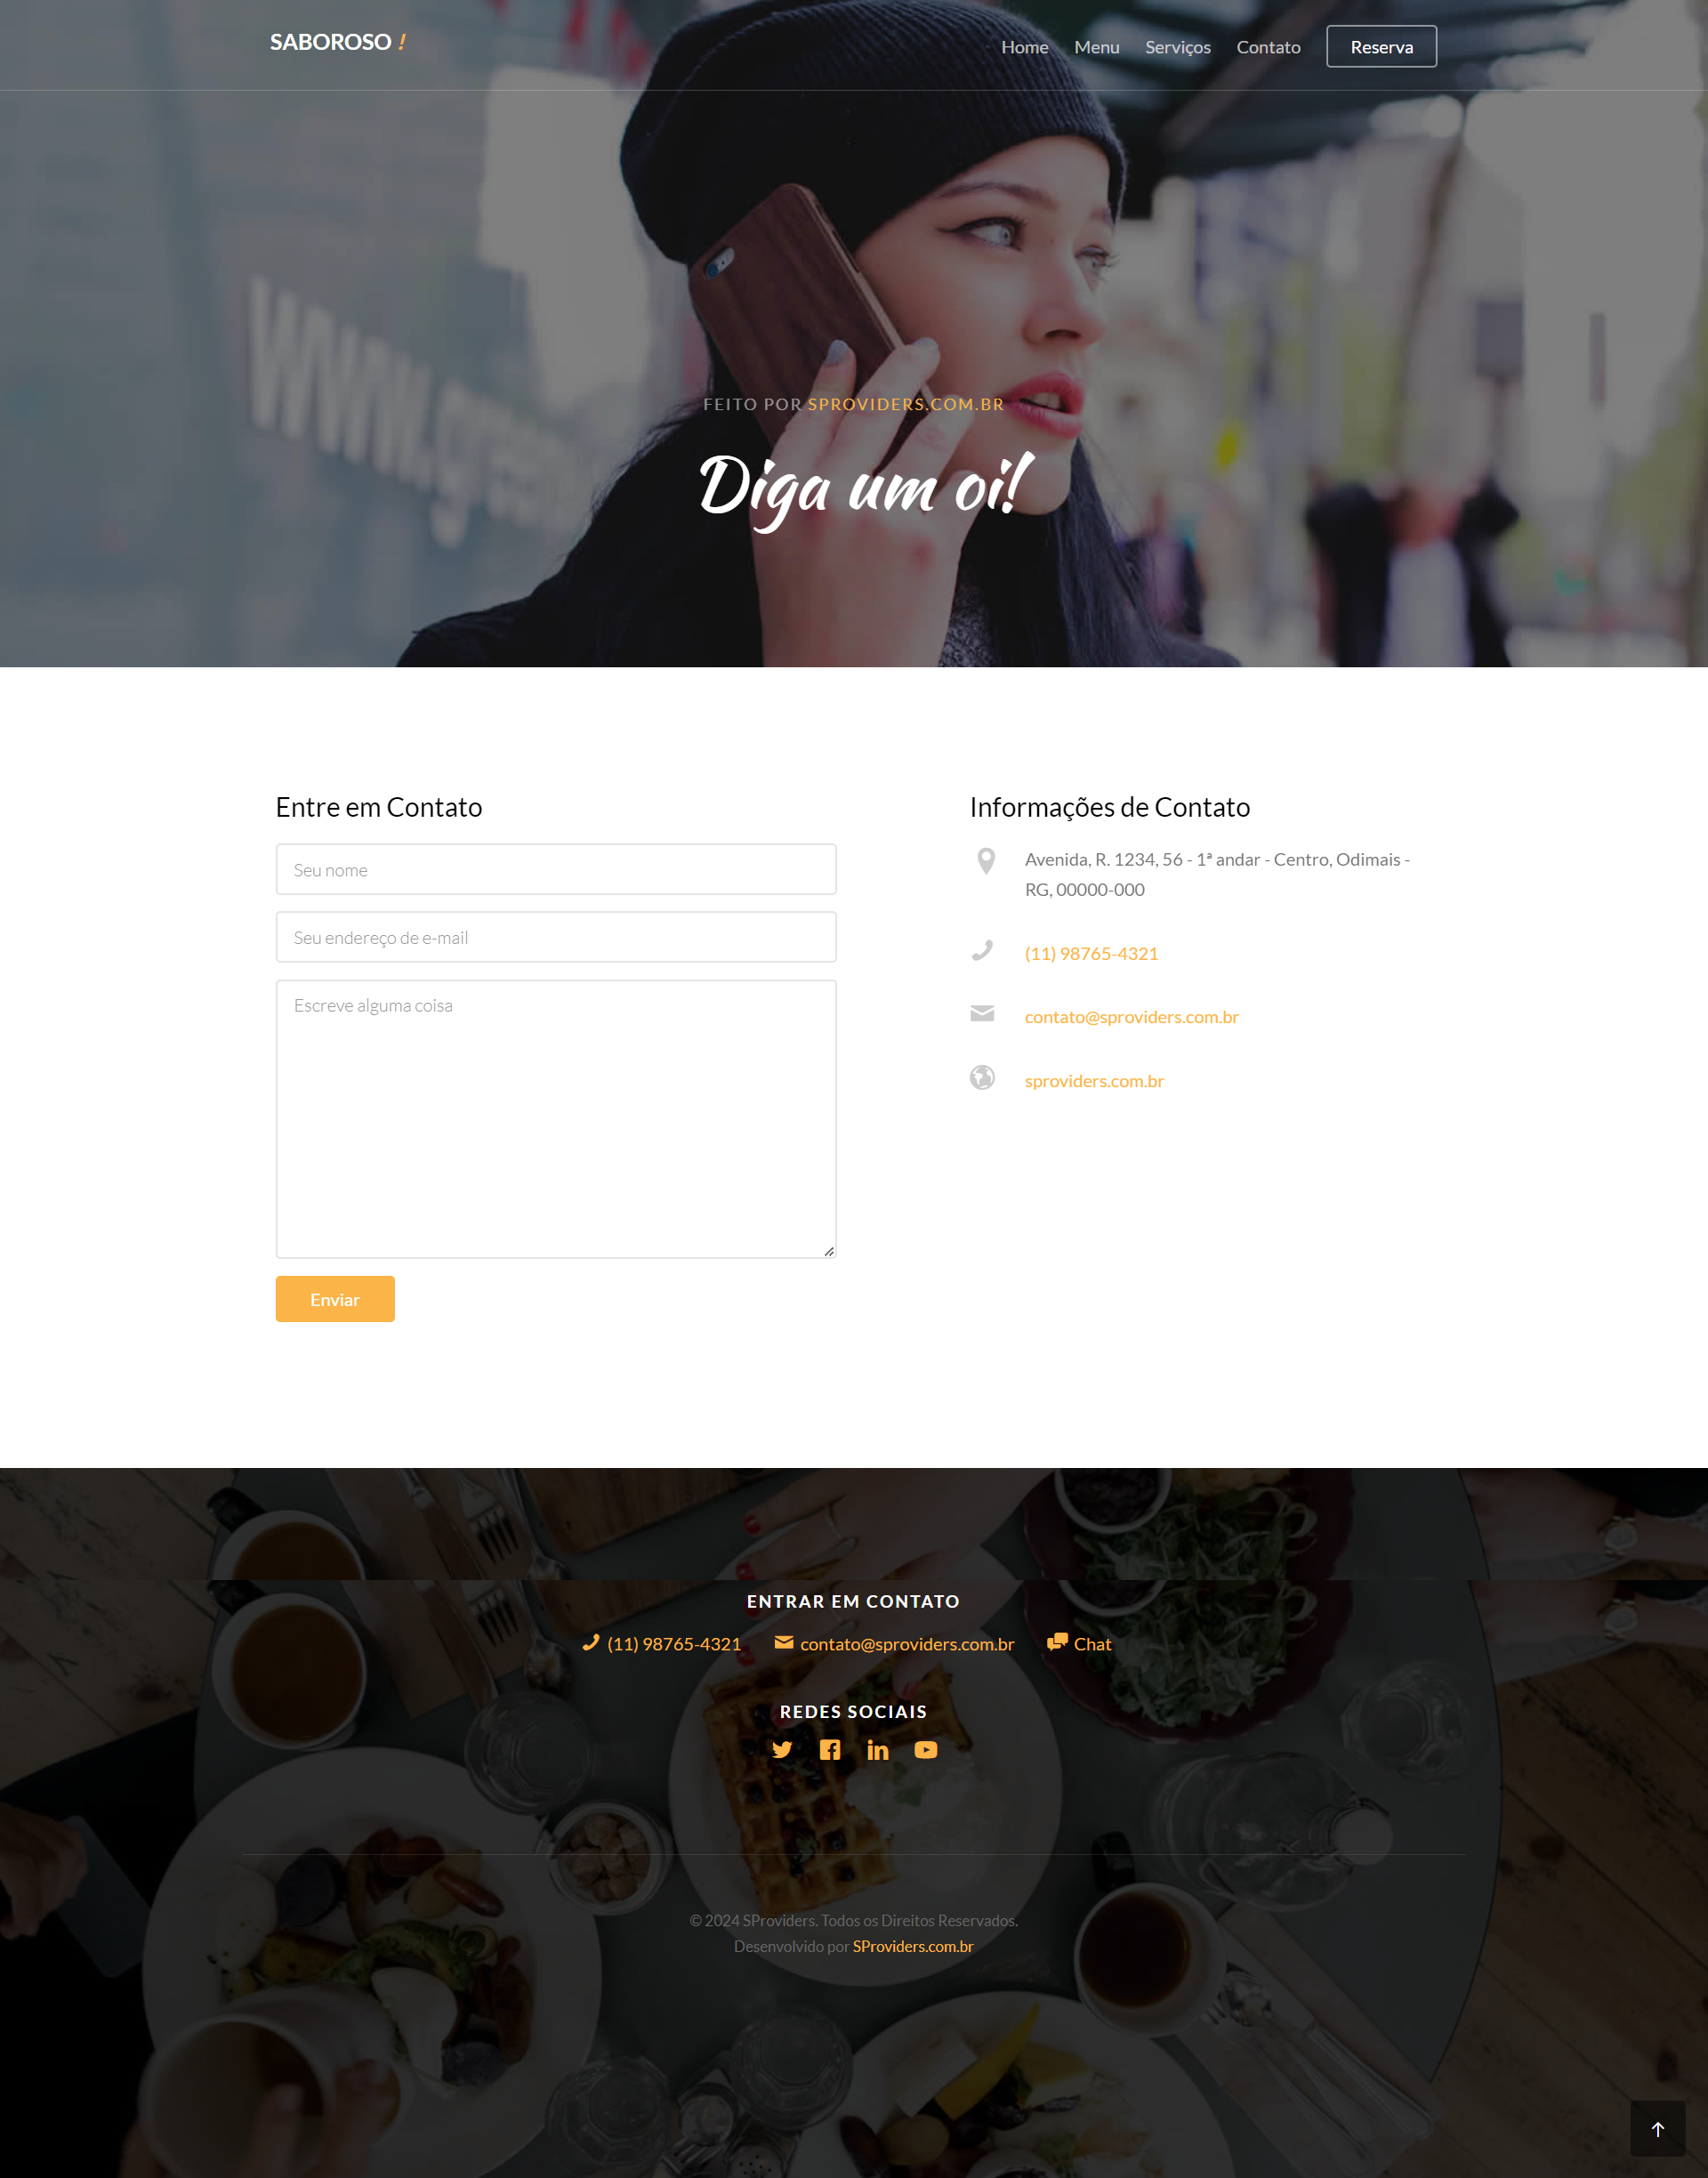 SABOROSO !
Home Menu Serviços Contato Reserva
FEITO POR SPROVIDERS.COM.BR
Diga um oi!
Entre em Contato
Seu nome
Seu endereço de e-mail
Escreve alguma coisa
Enviar
Informações de Contato
Avenida, R. 1234, 56 - 1ª andar - Centro, Odimais -
RG, 00000-000
(11) 98765-4321
contato@sproviders.com.br
sproviders.com.br
ENTRAR EM CONTATO
(11) 98765-4321 contato@sproviders.com.br Chat
REDES SOCIAIS
© 2024 SProviders. Todos os Direitos Reservados.
Desenvolvido por SProviders.com.br